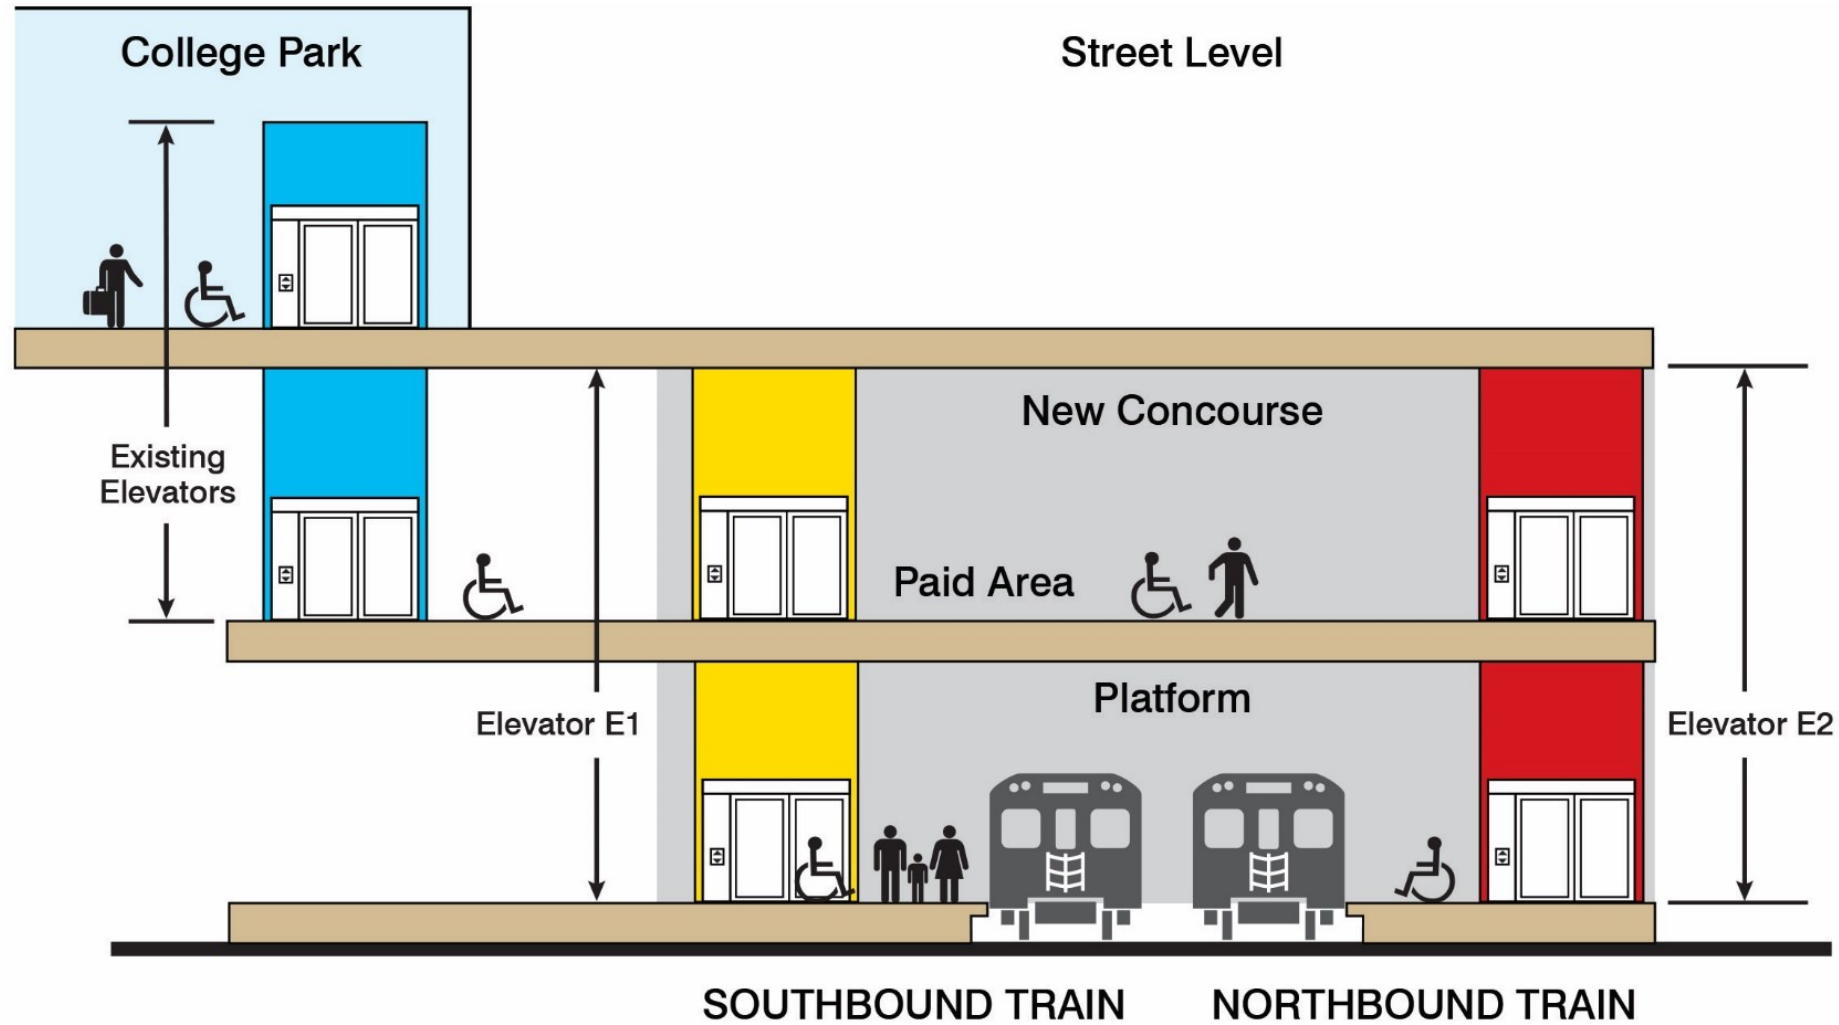 College Park
Street Level
Existing
Elevators
New Concourse
Paid Area
Elevator E1
Platform
Elevator E2
SOUTHBOUND TRAIN
NORTHBOUND TRAIN